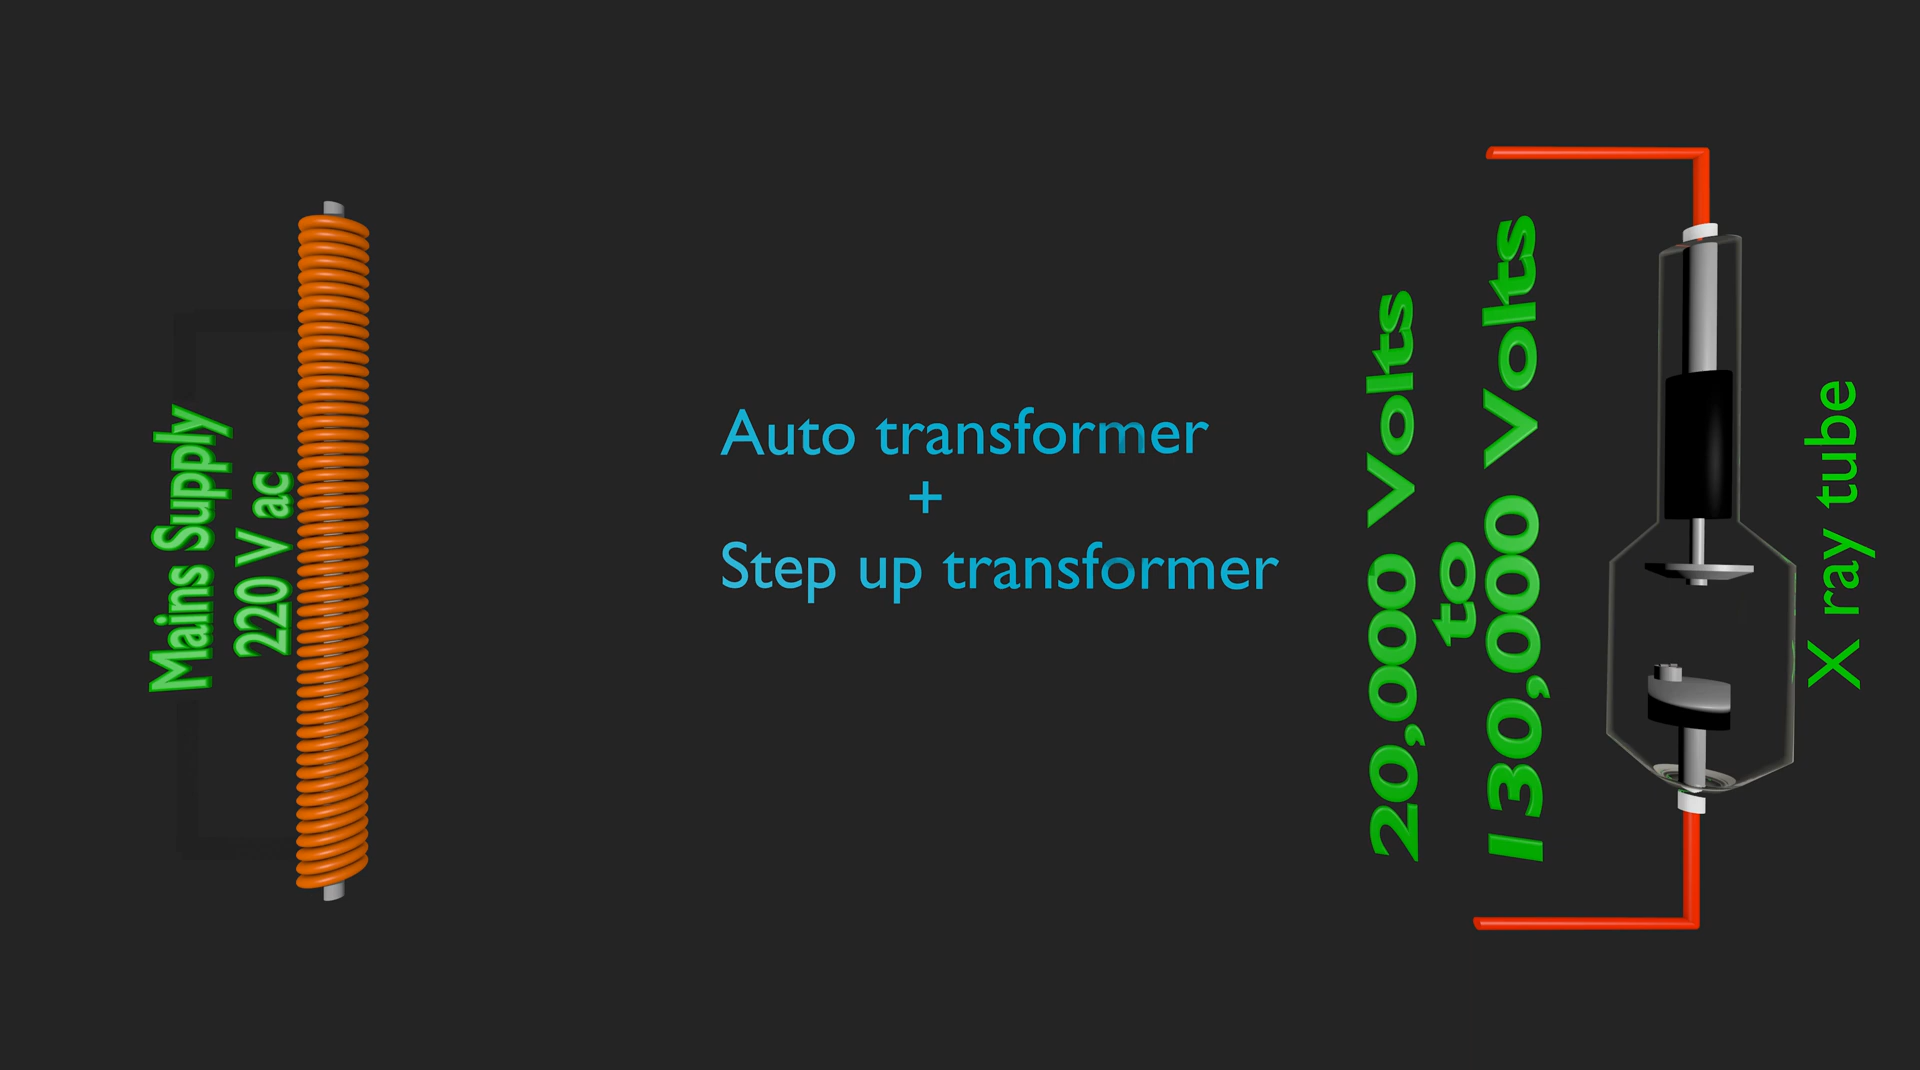 Mains Supply
220 V ac
Auto transformer
+
Step up transformer
20,000 Volts
to
130,000 Volts
X ray tube